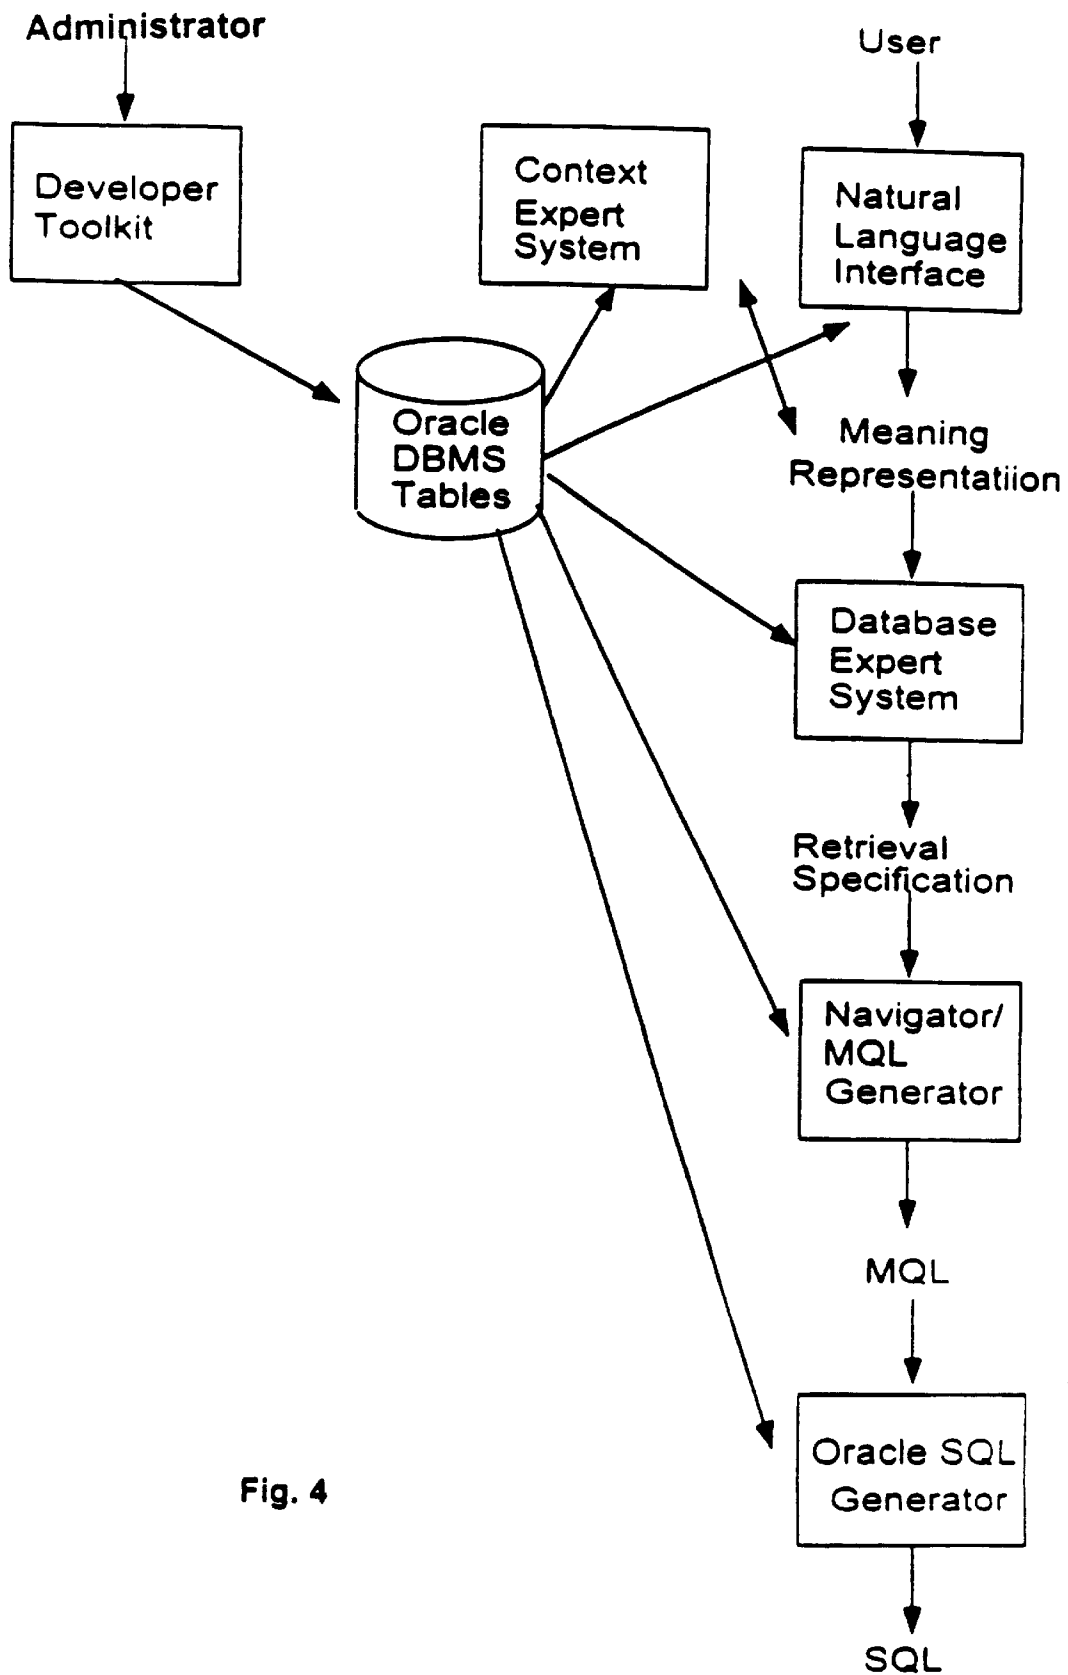 Administrator
User
Developer
Toolkit
Context
Expert
System
Natural
Language
Interface
Oracle
DBMS
Tables
Meaning
Representatiion
Database
Expert
System
Retrieval
Specification
Navigator/
MQL
Generator
MQL
Oracle SQL
Generator
Fig. 4
SQL